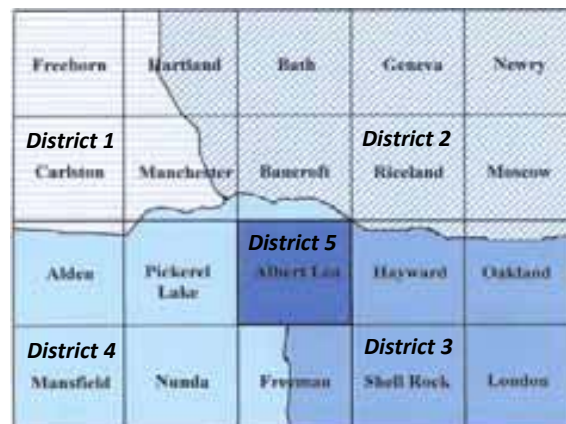 Freeborn Hartland Bath Geneva Newry
District 1 District 2
Carlston Manchester Bancroft Riceland Moscow
District 5
Alden Pickerel Lake Albert Lea Hayward Oakland
District 4 District 3
Mansfield Nunda Freeman Shell Rock London